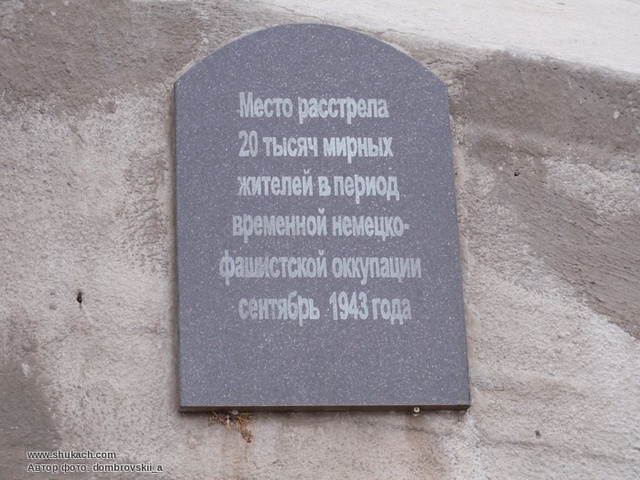 Место расстрела
20 тысяч мирных
жителей в период
временной немецко-
фашистской оккупации
сентябрь 1943 года
www.shukach.com
Автор фото: dombrovskii_a